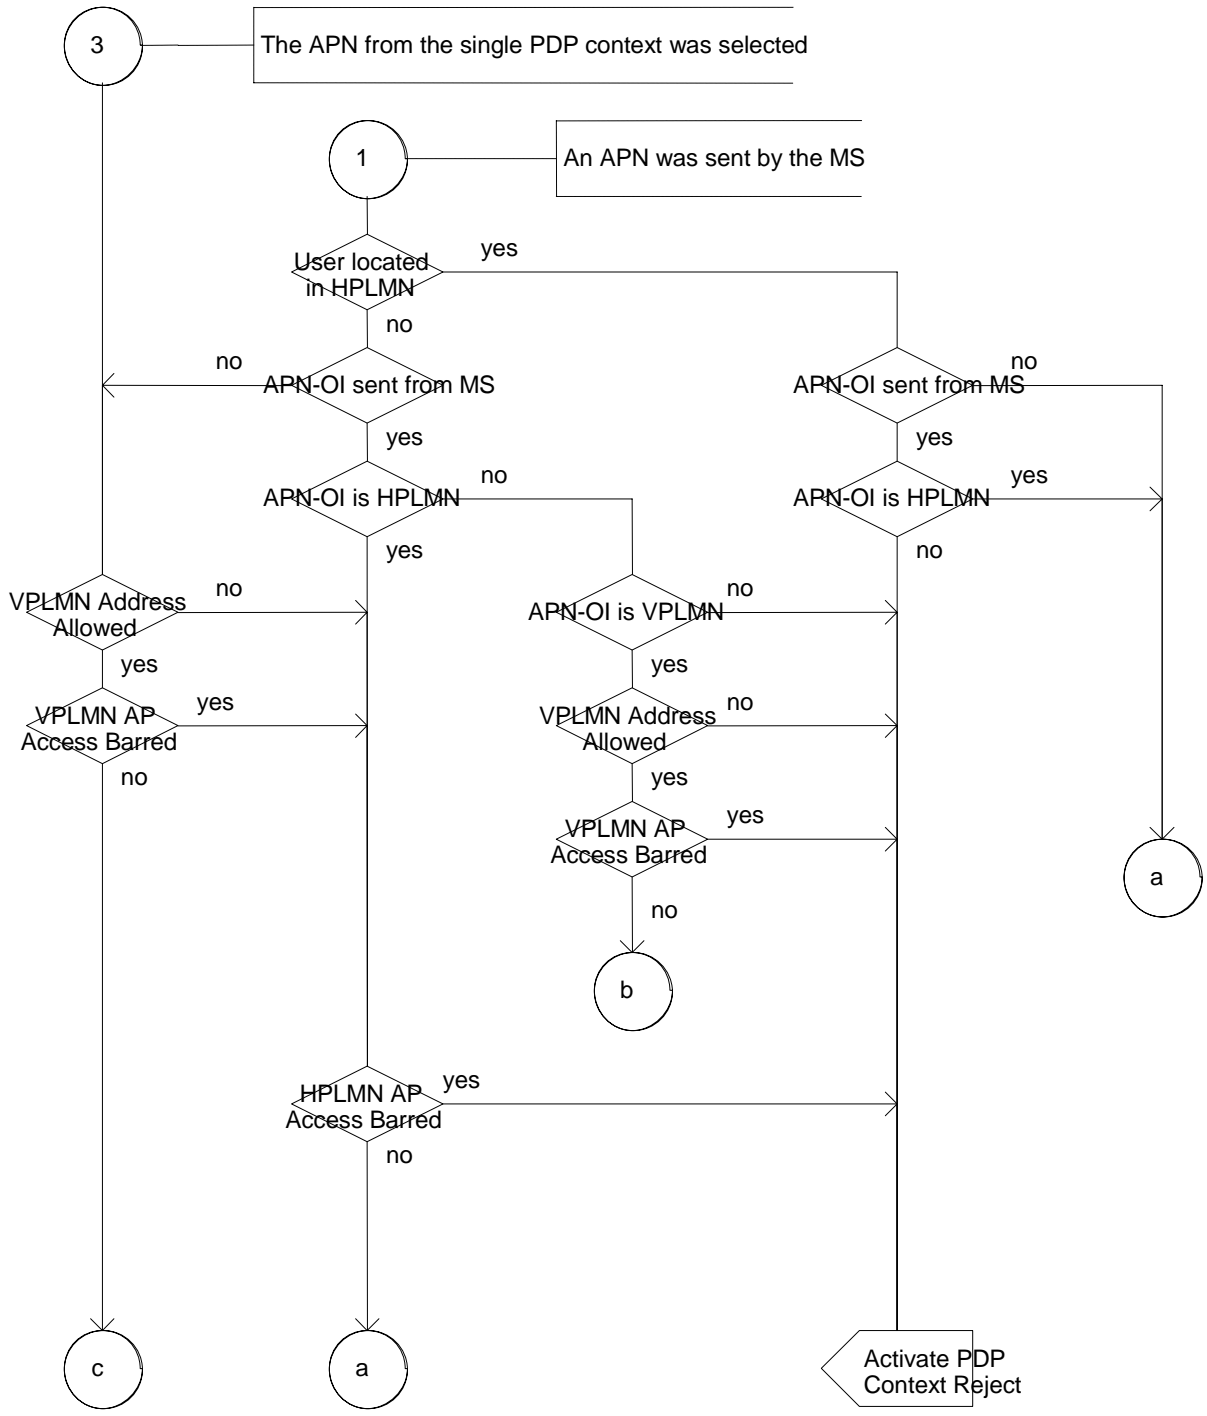 3
The APN from the single PDP context was selected
1
An APN was sent by the MS
User located
in HPLMN
yes
no
no
APN-OI sent from MS
yes
APN-OI sent from MS
no
yes
APN-OI is HPLMN
no
yes
APN-OI is HPLMN
yes
no
VPLMN Address
Allowed
no
yes
APN-OI is VPLMN
no
yes
VPLMN AP
Access Barred
yes
no
VPLMN Address
Allowed
no
yes
VPLMN AP
Access Barred
yes
no
a
b
HPLMN AP
Access Barred
yes
no
c
a
Activate PDP
Context Reject